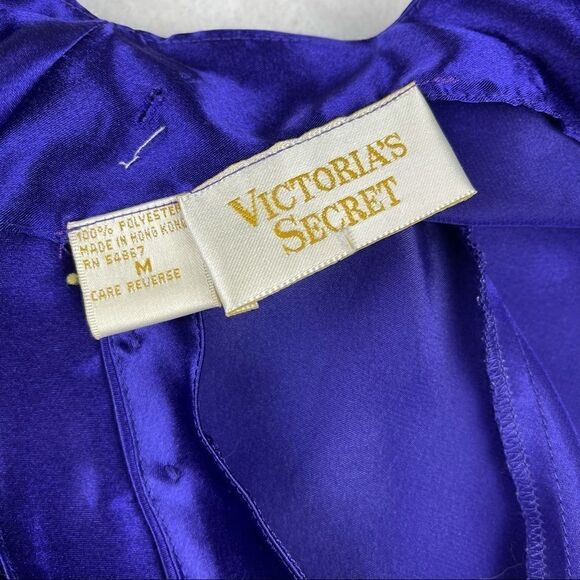 VICTORIA'S
SECRET
100% POLYESTER
MADE IN HONG KONG
RN 54867
M
CARE REVERSE